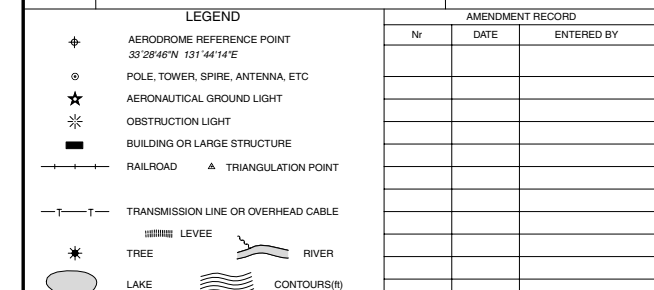 LEGEND
AERODROME REFERENCE POINT
33°28'46"N 131°44'14"E
POLE, TOWER, SPIRE, ANTENNA, ETC
AERONAUTICAL GROUND LIGHT
OBSTRUCTION LIGHT
BUILDING OR LARGE STRUCTURE
RAILROAD TRIANGULATION POINT
T T TRANSMISSION LINE OR OVERHEAD CABLE
LEVEE
TREE RIVER
LAKE CONTOURS(ft)
AMENDMENT RECORD
Nr DATE ENTERED BY